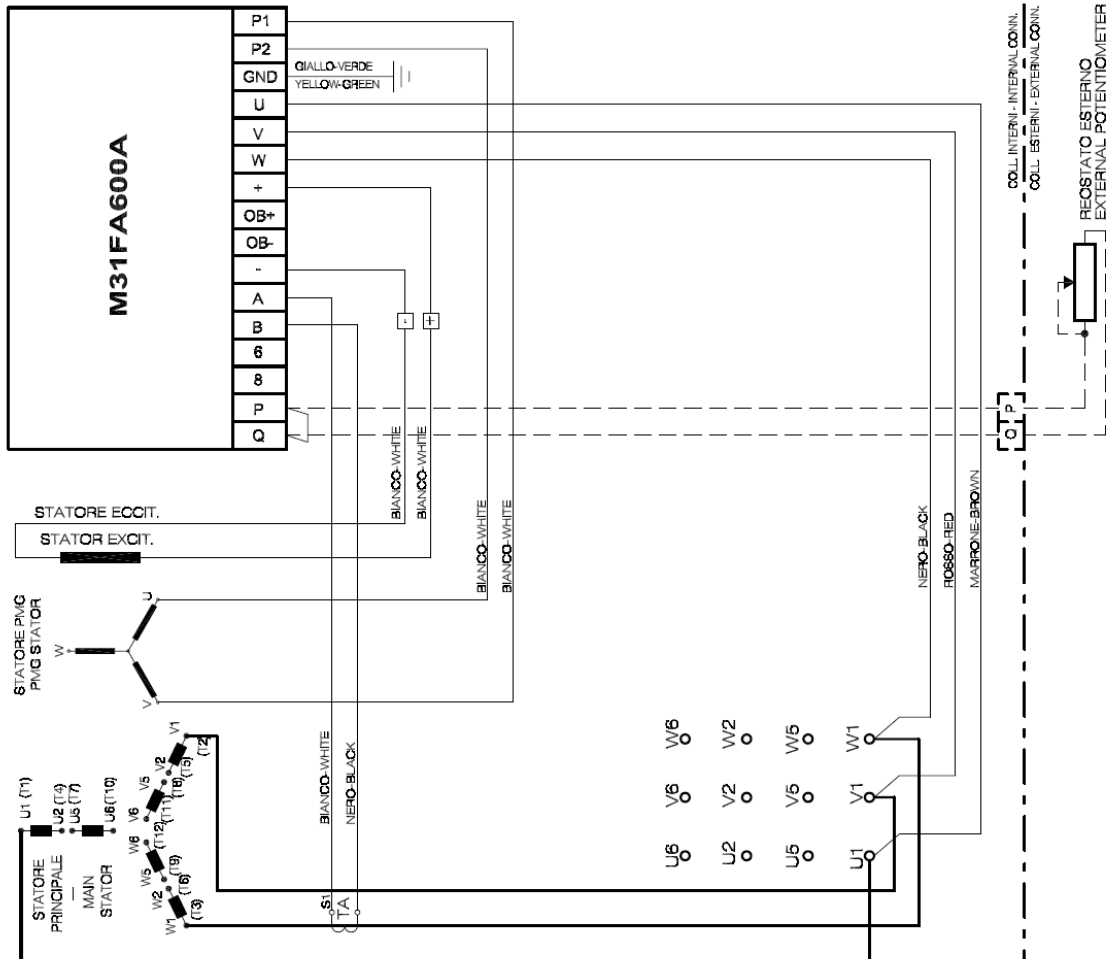 M31FA600A
P1
P2
GND
U
V
W
+
OB+
OB-
-
A
B
6
8
P
Q
GIALLO-VERDE
YELLOW-GREEN
-
+
BIANCO-WHITE
BIANCO-WHITE
BIANCO-WHITE
BIANCO-WHITE
NERO-BLACK
ROSSO-RED
MARRONE-BROWN
COLL. INTERNI - INTERNAL CONN.
COLL. ESTERNI - EXTERNAL CONN.
REOSTATO ESTERNO
EXTERNAL POTENTIOMETER
P
Q
STATORE ECCIT.
STATOR EXCIT.
STATORE PMG
PMG STATOR
U
W
V
STATORE
PRINCIPALE
—
MAIN
STATOR
U1 (T1)
U2 (T4)
U5 (T7)
U6 (T10)
V1
(T2)
V2
(T5)
V5
(T8)
V6
(T11)
W6
(T12)
W5
(T9)
W2
(T6)
W1
(T3)
BIANCO-WHITE
NERO-BLACK
S1
TA
W6
W2
W5
W1
V6
V2
V5
V1
U6
U2
U5
U1